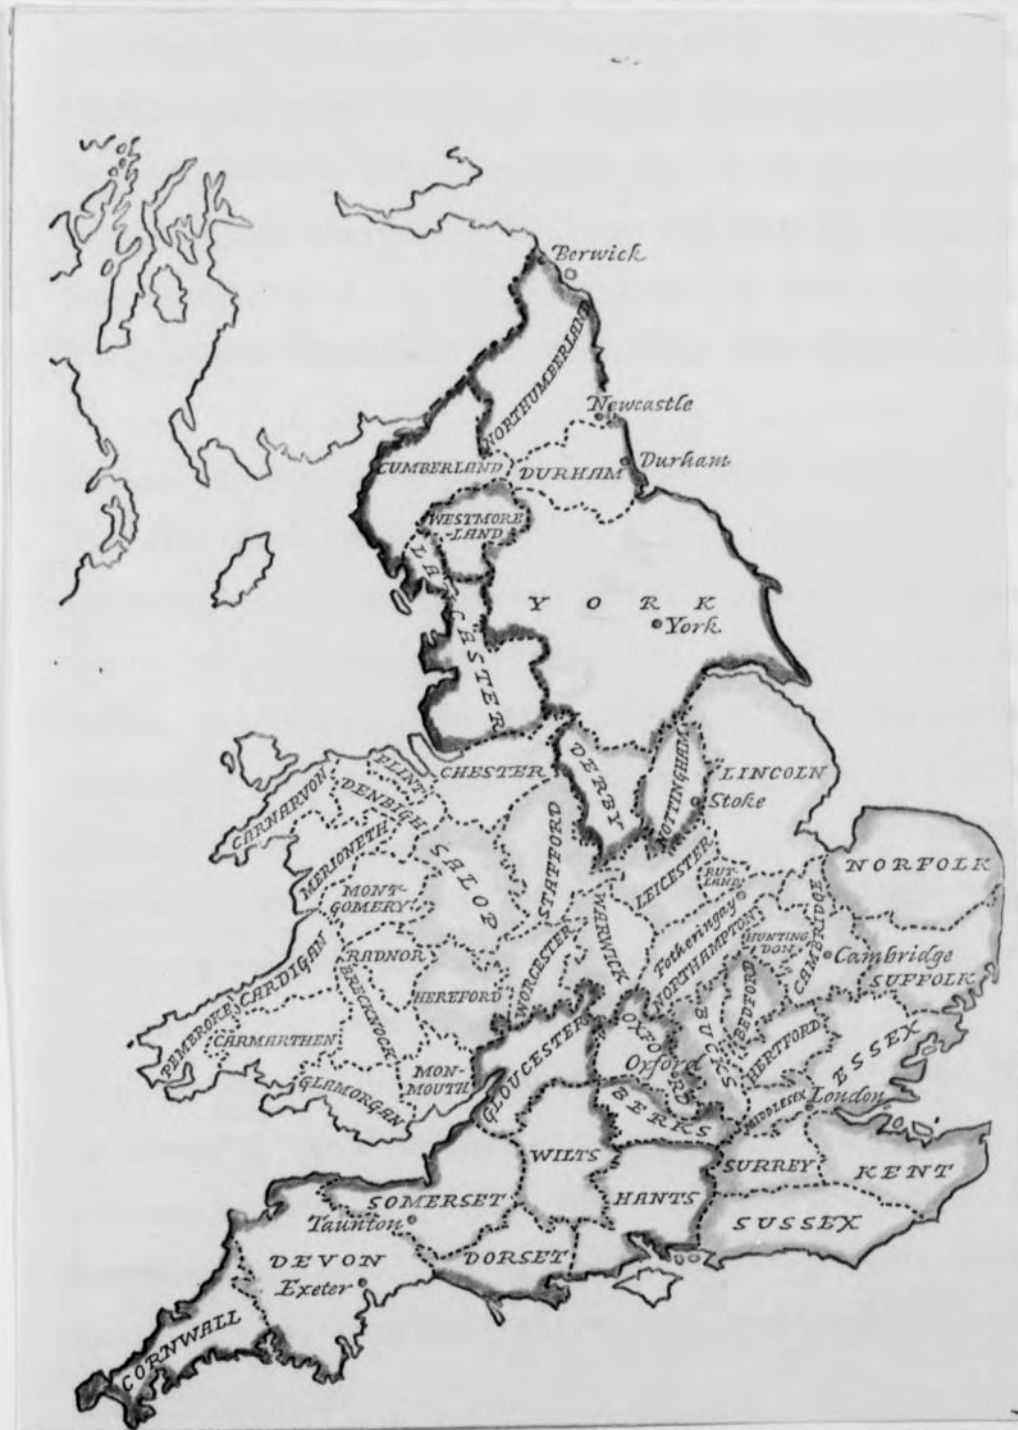 Berwick
NORTHUMBERLAND
Newcastle
CUMBERLAND
DURHAM
Durham
WESTMORE
-LAND
LANCASTER
YORK
York
FLINT
CHESTER
DERBY
NOTTINGHAM
LINCOLN
Stoke
CARNARVON
DENBIGH
MERIONETH
SALOP
STAFFORD
LEICESTER
RUT-
LAND
NORFOLK
MONT-
GOMERY
WORCESTER
WARWICK
Fotheringay
NORTHAMPTON
HUNTING
DON
CAMBRIDGE
Cambridge
SUFFOLK
CARDIGAN
RADNOR
BRECKNOCK
HEREFORD
PEMBROKE
CARMARTHEN
GLAMORGAN
MON-
MOUTH
GLOUCESTER
OXFORD
Oxford
BUCKS
BEDFORD
HERTFORD
ESSEX
MIDDLESEX
London
BERKS
WILTS
HANTS
SURREY
KENT
SUSSEX
SOMERSET
Taunton
DEVON
Exeter
DORSET
CORNWALL